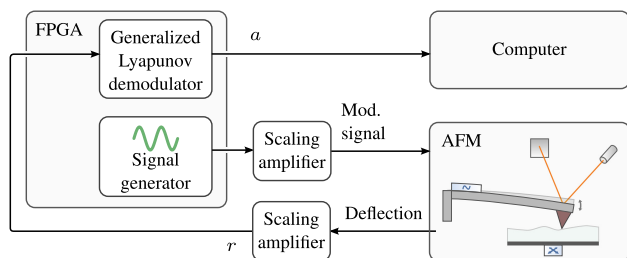 FPGA
Generalized
Lyapunov
demodulator
a
Computer
Signal
generator
Scaling
amplifier
Mod.
signal
AFM
Scaling
amplifier
Deflection
r